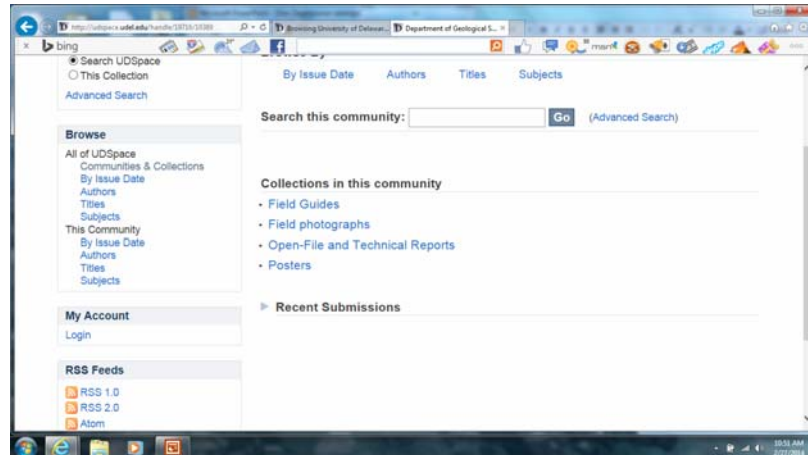 http://udspace.udel.edu/handle/19716/10389
Browsing University of Delawar...
Department of Geological S...
bing
Search UDSpace
This Collection
Advanced Search
Browse
All of UDSpace
Communities & Collections
By Issue Date
Authors
Titles
Subjects
This Community
By Issue Date
Authors
Titles
Subjects
My Account
Login
RSS Feeds
RSS 1.0
RSS 2.0
Atom
By Issue Date Authors Titles Subjects
Search this community: Go (Advanced Search)
Collections in this community
Field Guides
Field photographs
Open-File and Technical Reports
Posters
Recent Submissions
10:51 AM